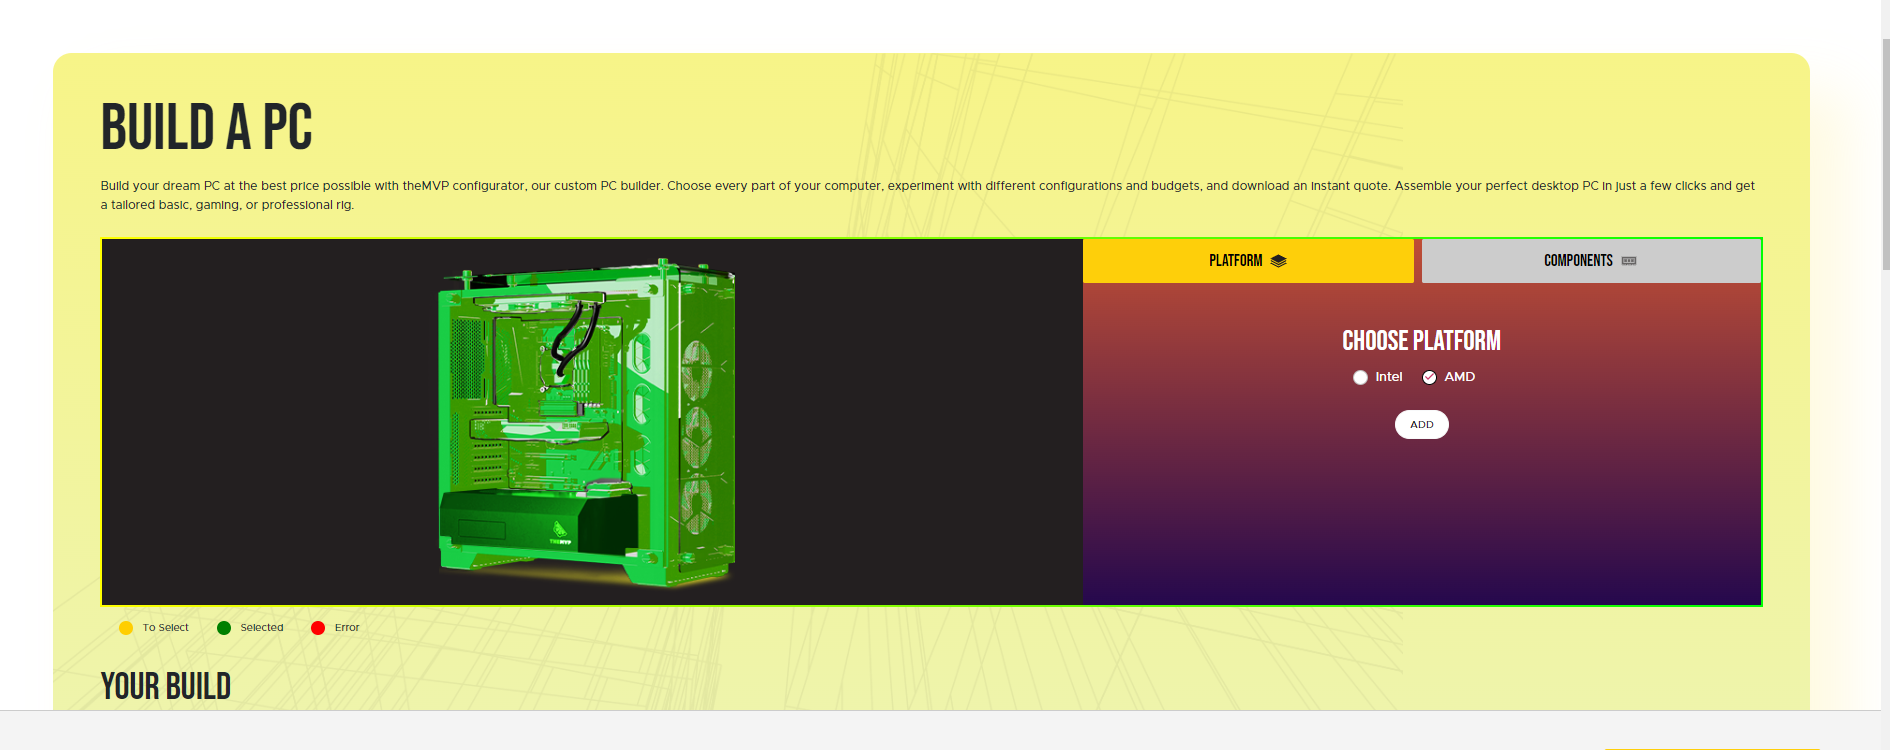 BUILD A PC
Build your dream PC at the best price possible with theMVP configurator, our custom PC builder. Choose every part of your computer, experiment with different configurations and budgets, and download an instant quote. Assemble your perfect desktop PC in just a few clicks and get
a tailored basic, gaming, or professional rig.
PLATFORM
COMPONENTS
CHOOSE PLATFORM
Intel AMD
ADD
THEMVP
To Select Selected Error
YOUR BUILD